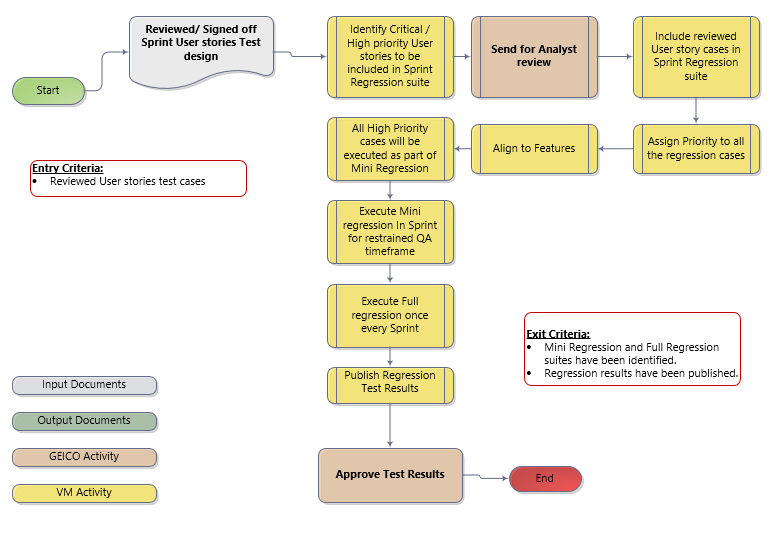 Start
Reviewed/ Signed off
Sprint User stories Test
design
Identify Critical /
High priority User
stories to be
included in Sprint
Regression suite
Send for Analyst
review
Include reviewed
User story cases in
Sprint Regression
suite
Assign Priority to all
the regression cases
Align to Features
All High Priority
cases will be
executed as part of
Mini Regression
Entry Criteria:
• Reviewed User stories test cases
Execute Mini
regression In Sprint
for restrained QA
timeframe
Execute Full
regression once
every Sprint
Publish Regression
Test Results
Exit Criteria:
• Mini Regression and Full Regression
suites have been identified.
• Regression results have been published.
Approve Test Results
End
Input Documents
Output Documents
GEICO Activity
VM Activity